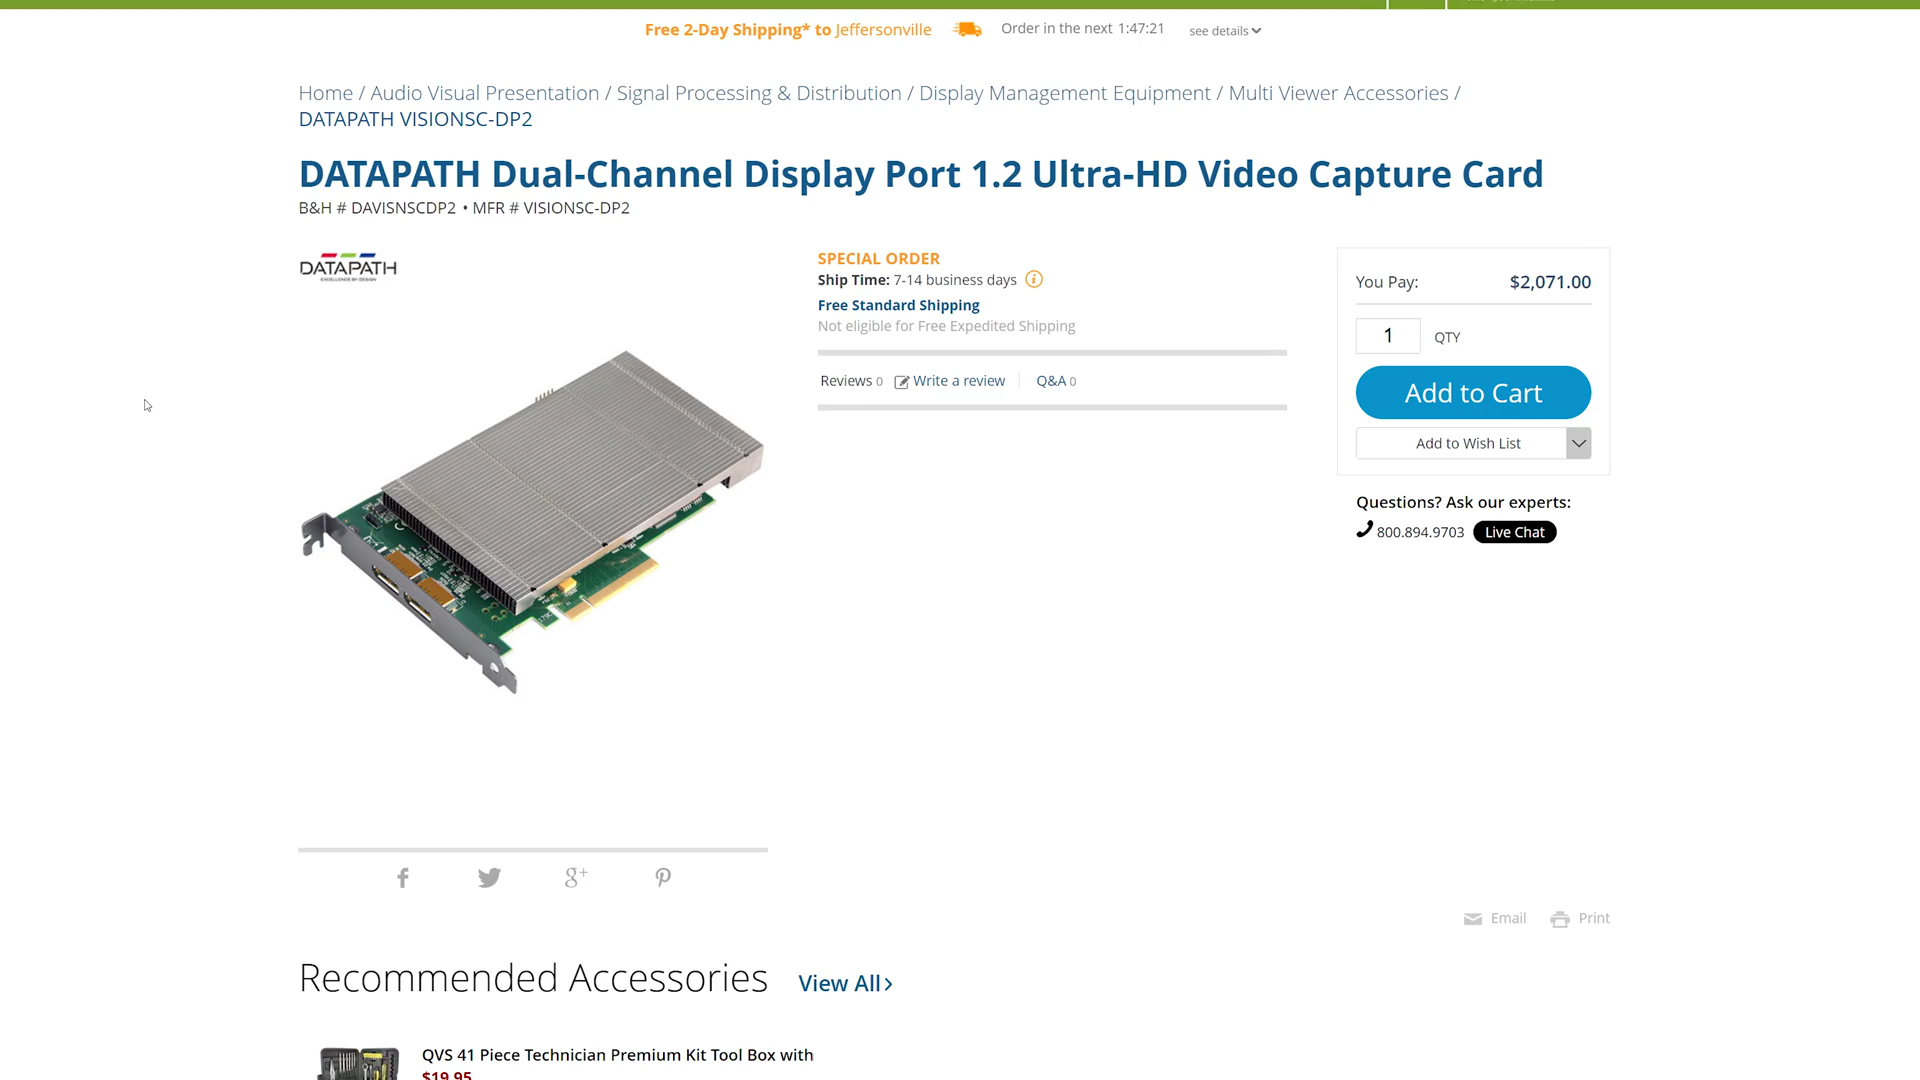 Free 2-Day Shipping* to Jeffersonville
Order in the next 1:47:21
see details
Home / Audio Visual Presentation / Signal Processing & Distribution / Display Management Equipment / Multi Viewer Accessories /
DATAPATH VISIONSC-DP2
DATAPATH Dual-Channel Display Port 1.2 Ultra-HD Video Capture Card
B&H # DAVISNSCDP2 • MFR # VISIONSC-DP2
DATAPATH
EXCELLENCE BY DESIGN
SPECIAL ORDER
Ship Time: 7-14 business days
Free Standard Shipping
Not eligible for Free Expedited Shipping
Reviews 0
Write a review
Q&A 0
You Pay: $2,071.00
1 QTY
Add to Cart
Add to Wish List
Questions? Ask our experts:
800.894.9703 Live Chat
Email Print
Recommended Accessories View All
QVS 41 Piece Technician Premium Kit Tool Box with
$19.95